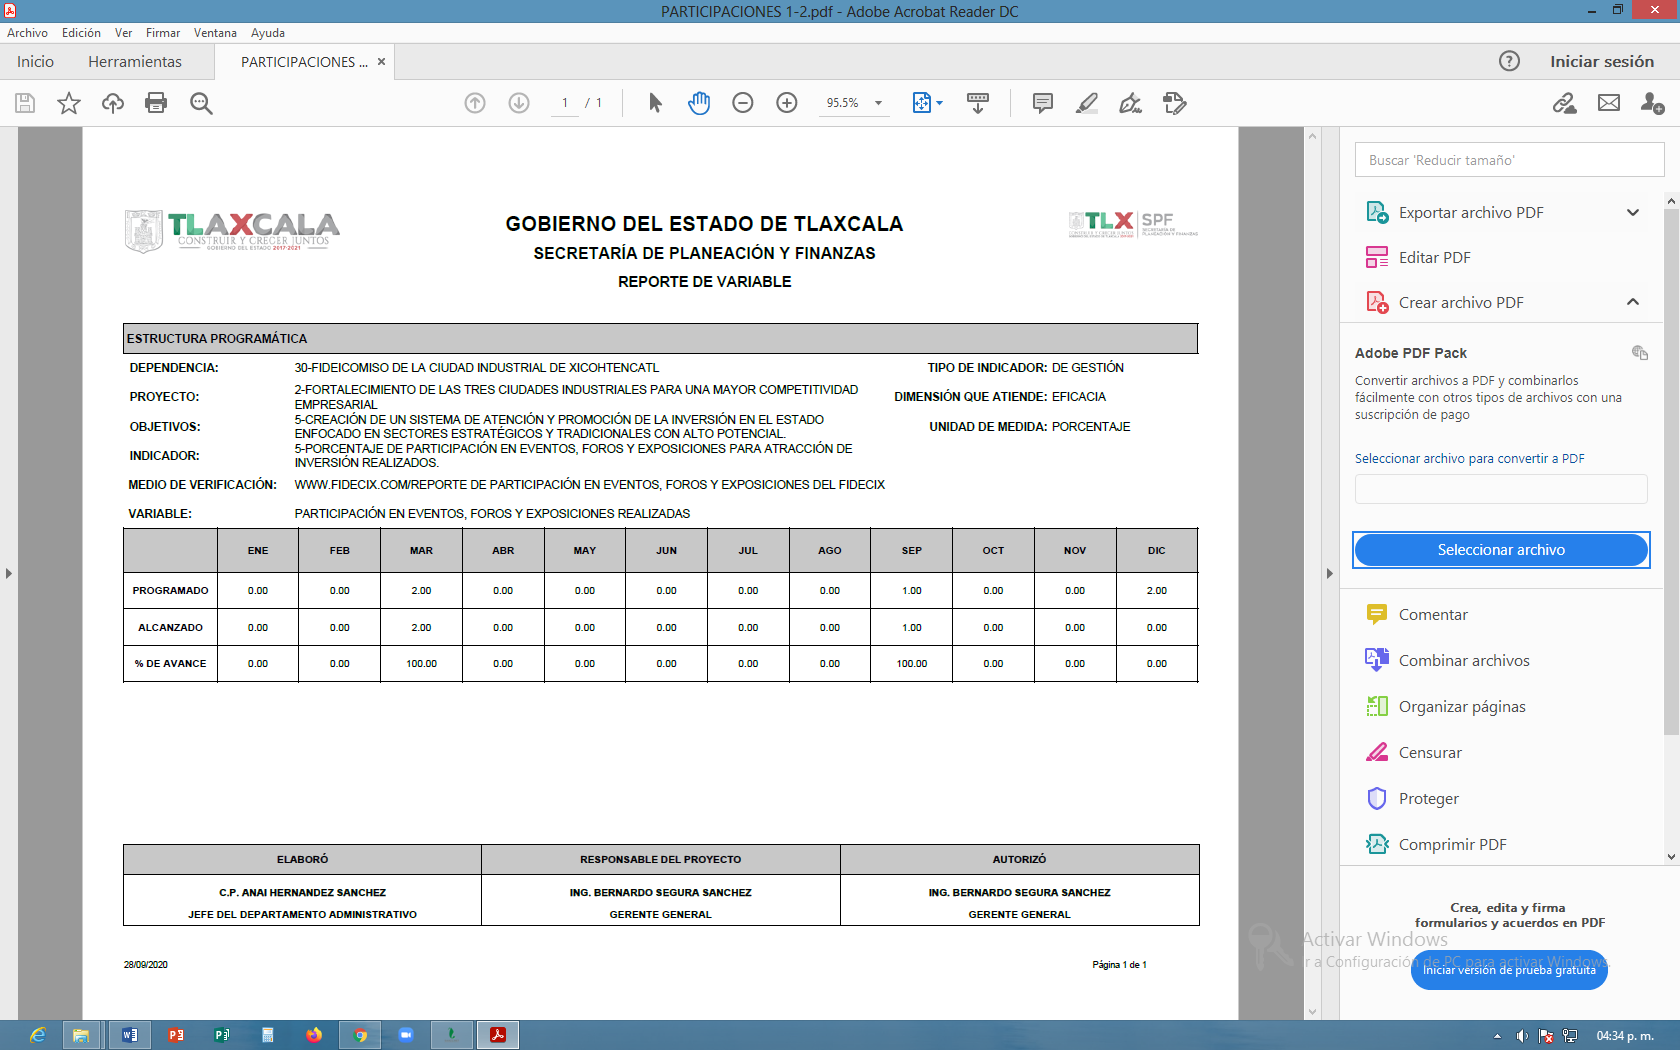 PARTICIPACIONES 1-2.pdf - Adobe Acrobat Reader DC
Archivo Edición Ver Firmar Ventana Ayuda
Inicio Herramientas PARTICIPACIONES ... × Iniciar sesión
1 / 1 95.5%
TLAXCALA
CONSTRUIR Y CRECER JUNTOS
GOBIERNO DEL ESTADO 2017-2021
GOBIERNO DEL ESTADO DE TLAXCALA
SECRETARÍA DE PLANEACIÓN Y FINANZAS
REPORTE DE VARIABLE
TLX SPF
SECRETARÍA DE
PLANEACIÓN Y FINANZAS
ESTRUCTURA PROGRAMÁTICA
DEPENDENCIA: 30-FIDEICOMISO DE LA CIUDAD INDUSTRIAL DE XICOHTENCATL TIPO DE INDICADOR: DE GESTIÓN
PROYECTO: 2-FORTALECIMIENTO DE LAS TRES CIUDADES INDUSTRIALES PARA UNA MAYOR COMPETITIVIDAD
EMPRESARIAL DIMENSIÓN QUE ATIENDE: EFICACIA
OBJETIVOS: 5-CREACIÓN DE UN SISTEMA DE ATENCIÓN Y PROMOCIÓN DE LA INVERSIÓN EN EL ESTADO
ENFOCADO EN SECTORES ESTRATÉGICOS Y TRADICIONALES CON ALTO POTENCIAL. UNIDAD DE MEDIDA: PORCENTAJE
INDICADOR: 5-PORCENTAJE DE PARTICIPACIÓN EN EVENTOS, FOROS Y EXPOSICIONES PARA ATRACCIÓN DE
INVERSIÓN REALIZADOS.
MEDIO DE VERIFICACIÓN: WWW.FIDECIX.COM/REPORTE DE PARTICIPACIÓN EN EVENTOS, FOROS Y EXPOSICIONES DEL FIDECIX
VARIABLE: PARTICIPACIÓN EN EVENTOS, FOROS Y EXPOSICIONES REALIZADAS
ENE FEB MAR ABR MAY JUN JUL AGO SEP OCT NOV DIC
PROGRAMADO 0.00 0.00 2.00 0.00 0.00 0.00 0.00 0.00 1.00 0.00 0.00 2.00
ALCANZADO 0.00 0.00 2.00 0.00 0.00 0.00 0.00 0.00 1.00 0.00 0.00 0.00
% DE AVANCE 0.00 0.00 100.00 0.00 0.00 0.00 0.00 0.00 100.00 0.00 0.00 0.00
ELABORÓ RESPONSABLE DEL PROYECTO AUTORIZÓ
C.P. ANAI HERNANDEZ SANCHEZ ING. BERNARDO SEGURA SANCHEZ ING. BERNARDO SEGURA SANCHEZ
JEFE DEL DEPARTAMENTO ADMINISTRATIVO GERENTE GENERAL GERENTE GENERAL
28/09/2020 Página 1 de 1
Buscar 'Reducir tamaño'
Exportar archivo PDF
Editar PDF
Crear archivo PDF
Adobe PDF Pack
Convertir archivos a PDF y combinarlos
fácilmente con otros tipos de archivos con una
suscripción de pago
Seleccionar archivo para convertir a PDF
Seleccionar archivo
Comentar
Combinar archivos
Organizar páginas
Censurar
Proteger
Comprimir PDF
Crea, edita y firma
formularios y acuerdos en PDF
Activar Windows
Ir a Configuración de PC para activar Windows.
Iniciar versión de prueba gratuita
04:34 p. m.